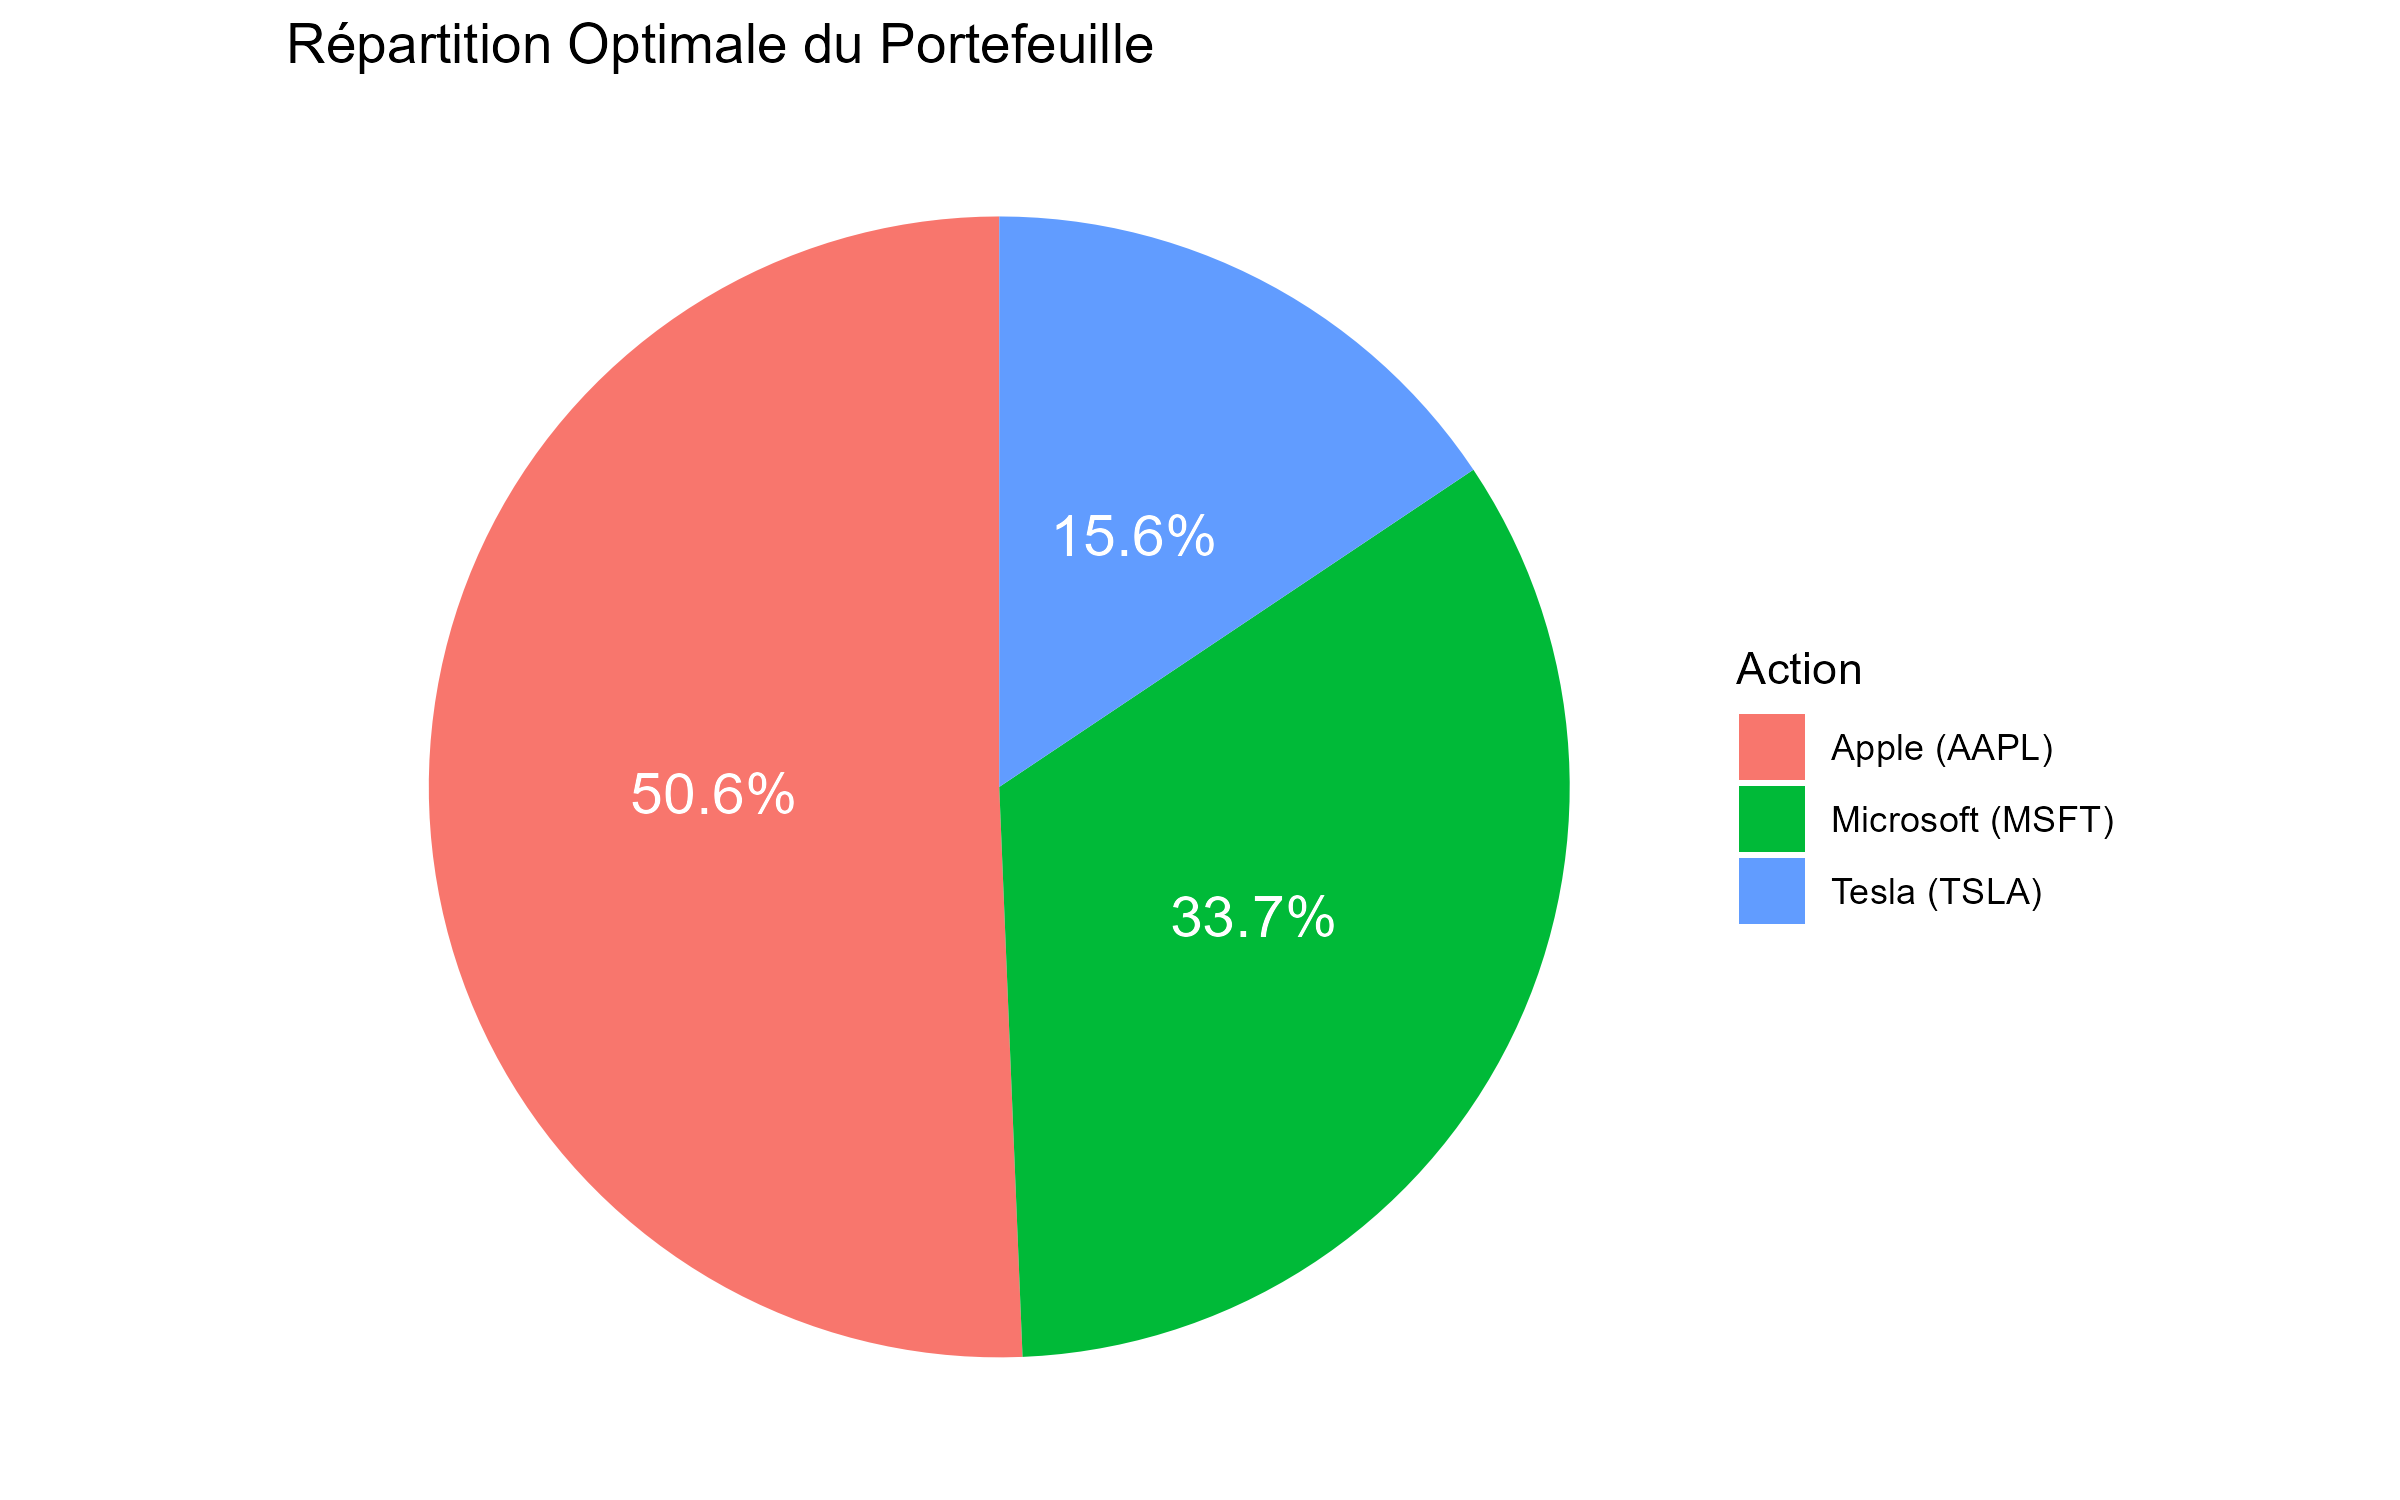 Répartition Optimale du Portefeuille
15.6%
50.6%
33.7%
Action
Apple (AAPL)
Microsoft (MSFT)
Tesla (TSLA)